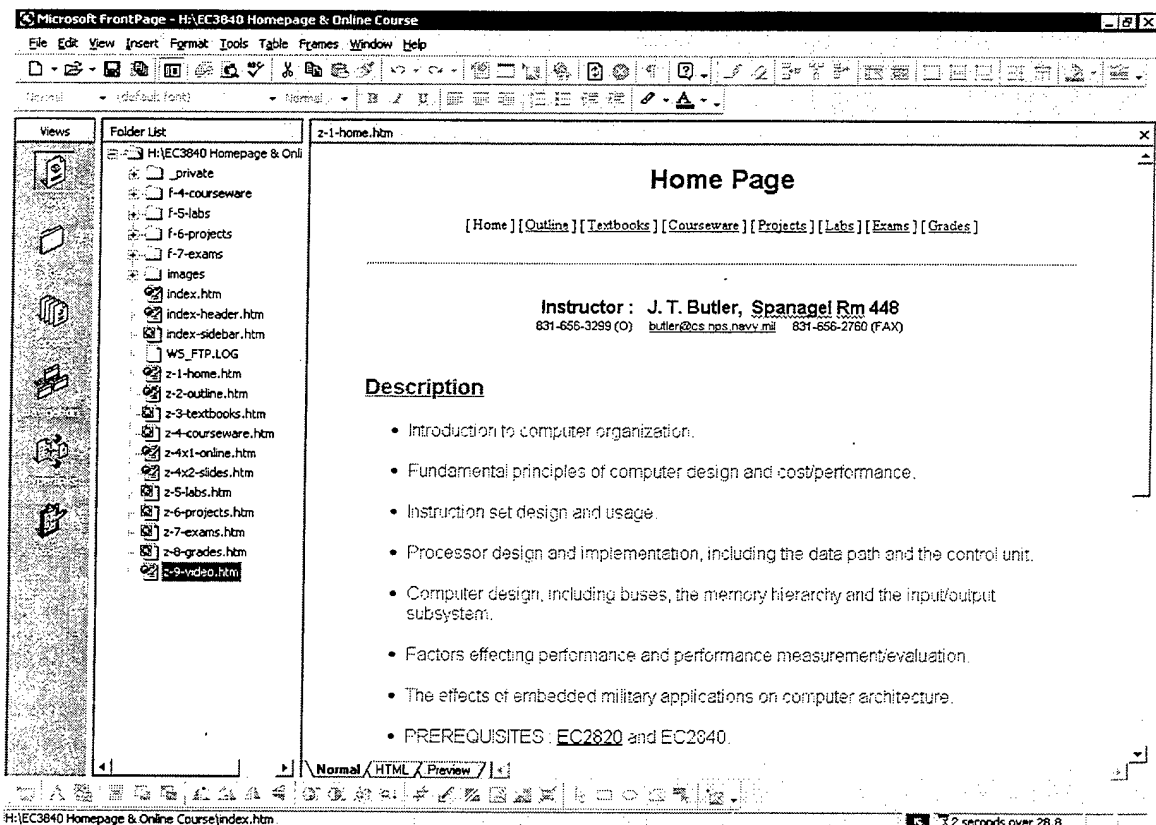 Microsoft FrontPage - H:\EC3840 Homepage & Online Course
File Edit View Insert Format Tools Table Frames Window Help
Normal (default font) Normal
Views
Folder List
H:\EC3840 Homepage & Onli
_private
f-4-courseware
f-5-labs
f-6-projects
f-7-exams
images
index.htm
index-header.htm
index-sidebar.htm
WS_FTP.LOG
z-1-home.htm
z-2-outline.htm
z-3-textbooks.htm
z-4-courseware.htm
z-4x1-online.htm
z-4x2-slides.htm
z-5-labs.htm
z-6-projects.htm
z-7-exams.htm
z-8-grades.htm
z-9-video.htm
z-1-home.htm
Home Page
[ Home ] [ Outline ] [ Textbooks ] [ Courseware ] [ Projects ] [ Labs ] [ Exams ] [ Grades ]
Instructor : J. T. Butler, Spanagel Rm 448
831-656-3299 (O) butler@cs.nps.navy.mil 831-656-2760 (FAX)
Description
• Introduction to computer organization.
• Fundamental principles of computer design and cost/performance.
• Instruction set design and usage.
• Processor design and implementation, including the data path and the control unit.
• Computer design, including buses, the memory hierarchy and the input/output
subsystem.
• Factors effecting performance and performance measurement/evaluation.
• The effects of embedded military applications on computer architecture.
• PREREQUISITES : EC2820 and EC2840.
Normal HTML Preview
H:\EC3840 Homepage & Online Course\index.htm
2 seconds over 28.8